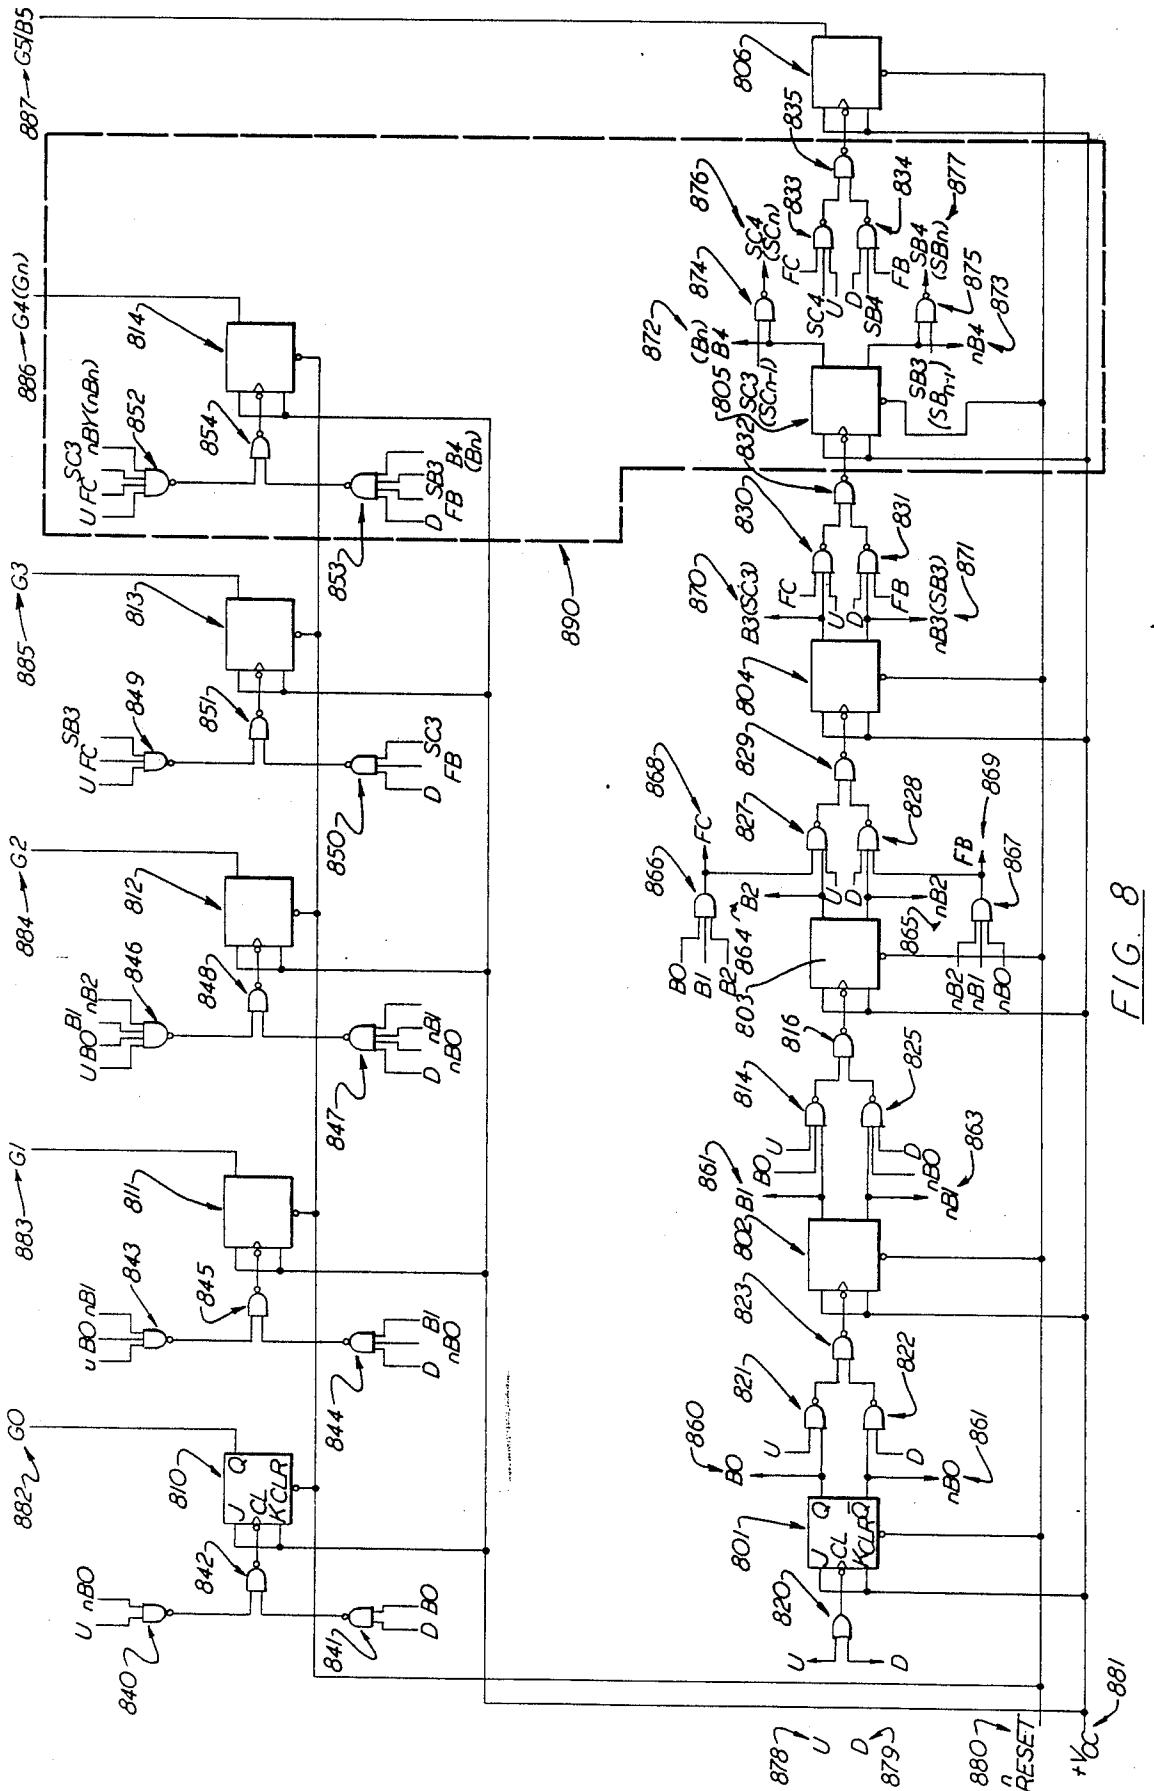 882 G0
883 G1
884 G2
885 G3
886 G4(Gn)
887 G5/B5
U nB0
840
810
J Q
CL
K CLR
842
841
D B0
u B0 nB1
843
811
845
844
D nB0 B1
U B0 B1 nB2
846
812
848
847
D nB0 nB1
U FC SB3
849
813
851
850
D FB SC3
U FC SC3 nBY(nBn)
852
814
854
853
D FB SB3 B4
(Bn)
890
878
U
D
879
880
n
RESET
+VDC
881
U
D
820
801
J Q
CL
K CLR Q
860
B0
nB0
861
U
D
821
822
823
802
861
B1
nB1
863
B0 U
nB0 D
814
825
816
803
864
B2
865
nB2
B0
B1
B2
866
FC
868
nB2
nB1
nB0
867
FB
869
U
D
827
828
829
804
870
B3(SC3)
nB3(SB3)
871
FC
U
D
FB
830
831
832
805
872
(Bn)
B4
SC3
(SCn-1)
874
SC4
(SCn)
876
SB3
(SBn-1)
nB4
873
875
SB4
(SBn)
877
FC
SC4
U
D
SB4
FB
833
834
835
806
FIG. 8